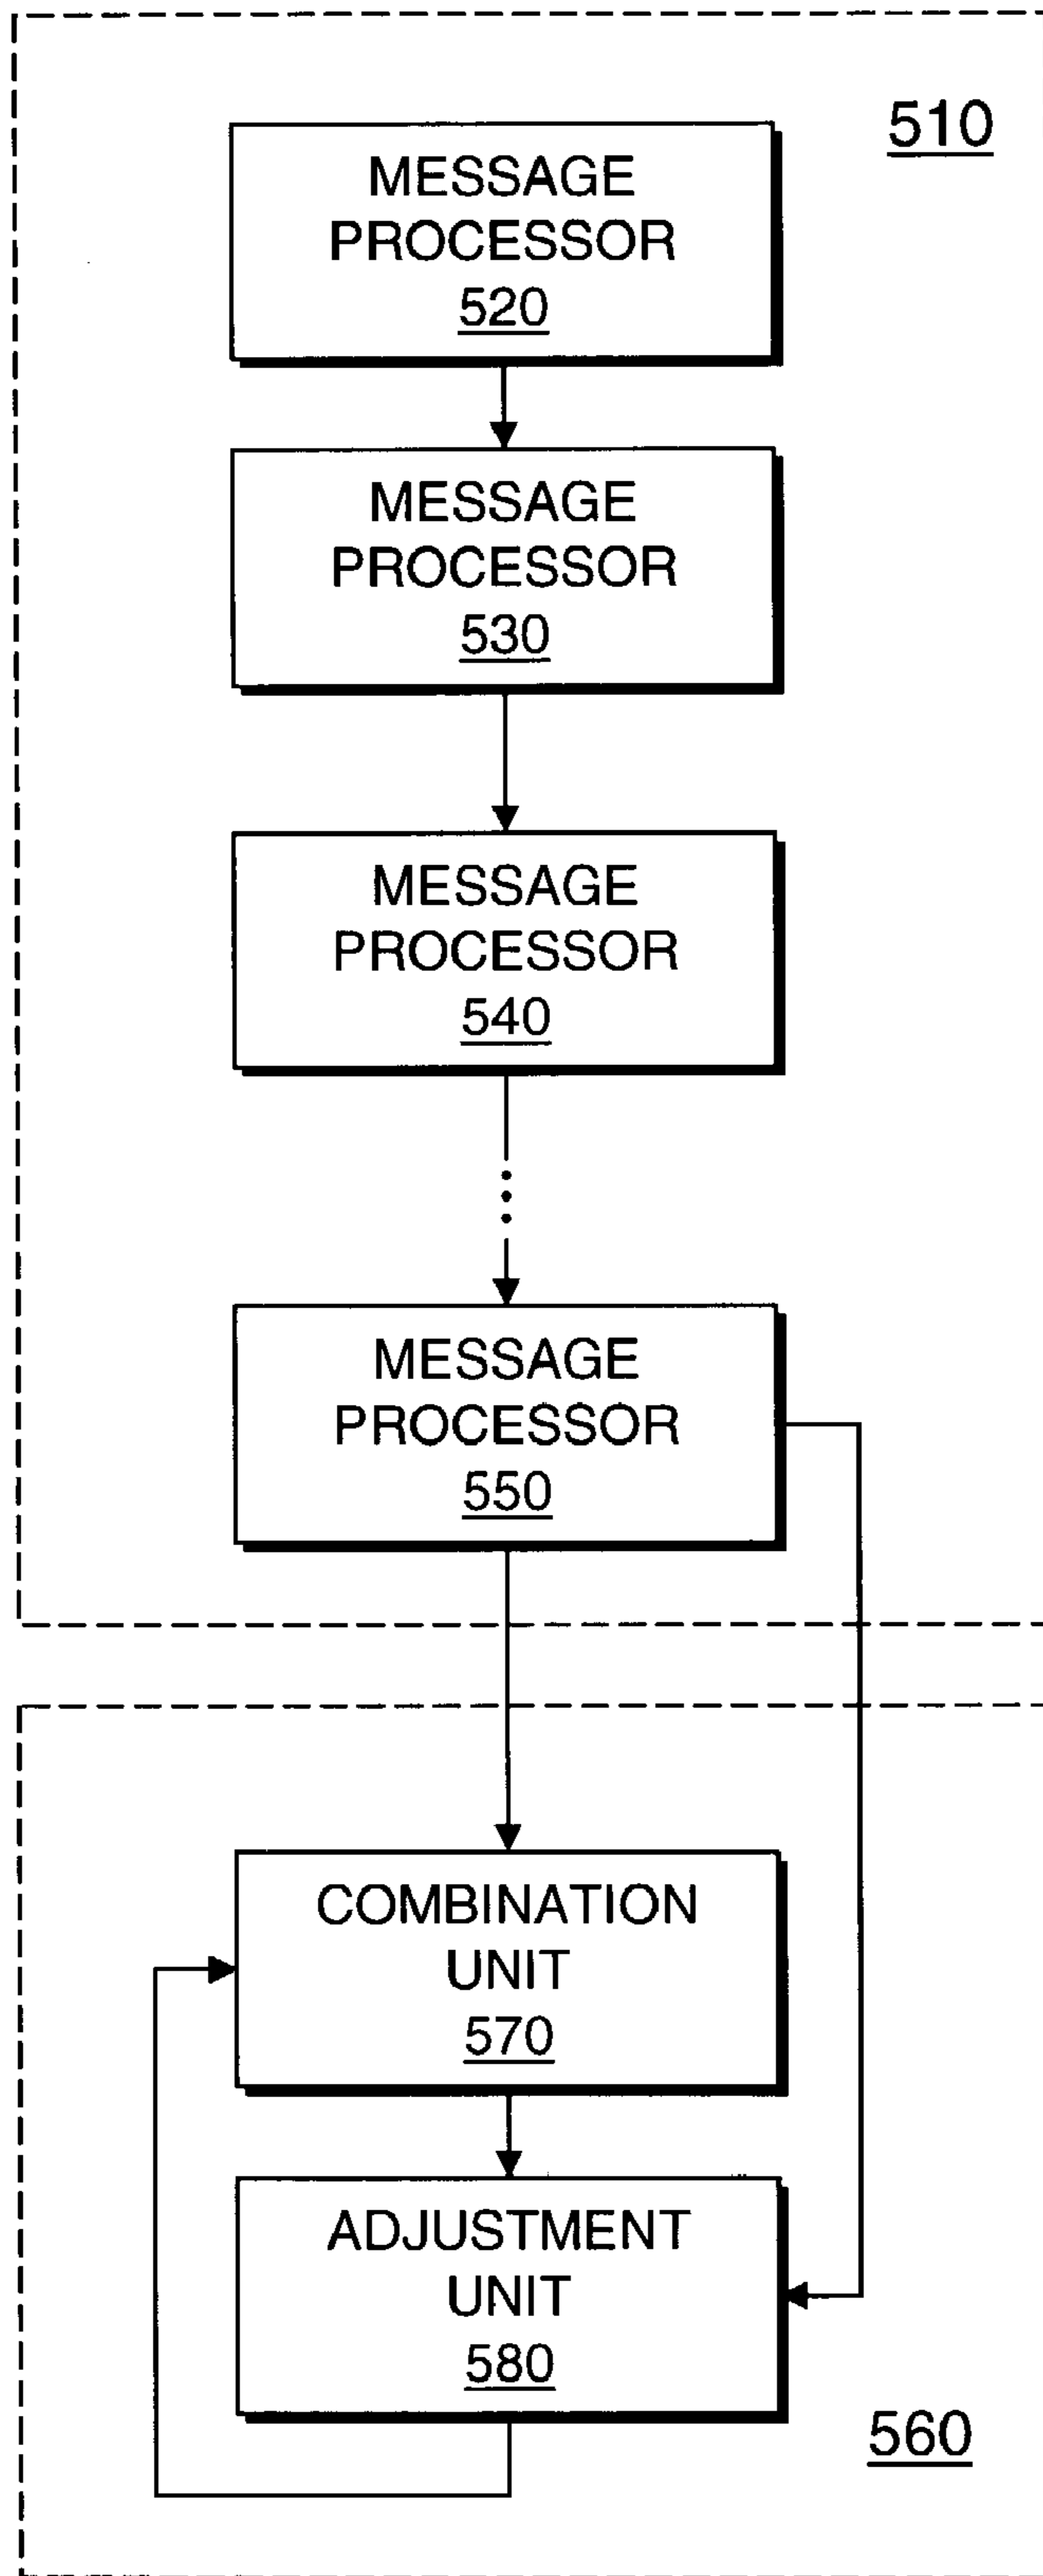 510
MESSAGE
PROCESSOR
520
MESSAGE
PROCESSOR
530
MESSAGE
PROCESSOR
540
MESSAGE
PROCESSOR
550
COMBINATION
UNIT
570
ADJUSTMENT
UNIT
580
560